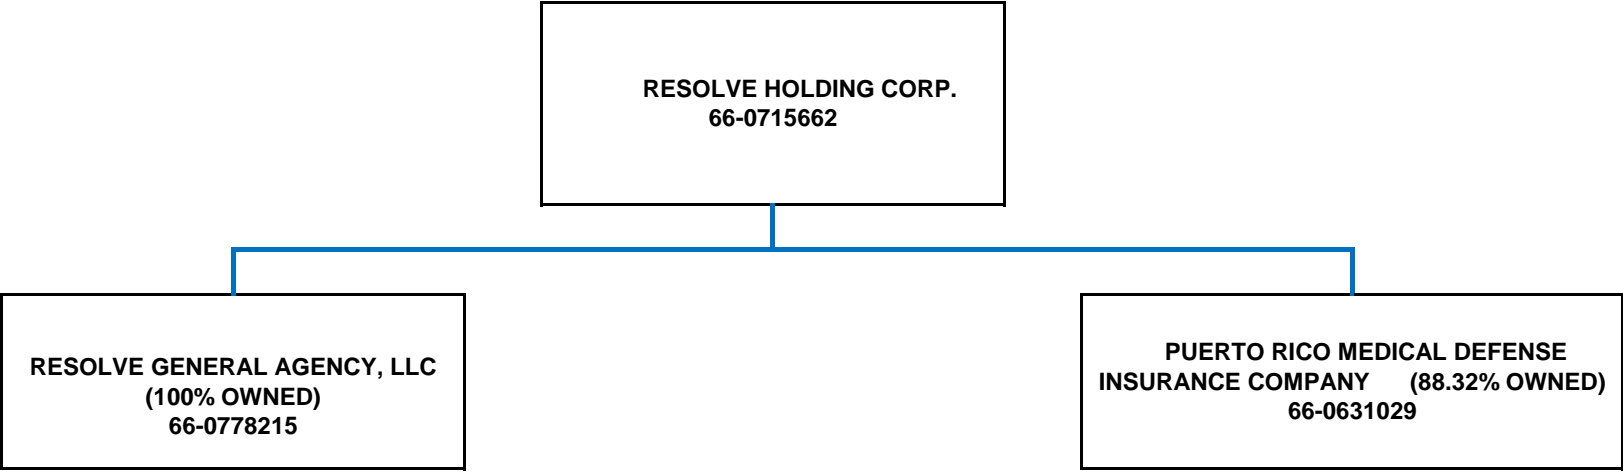 RESOLVE HOLDING CORP.
66-0715662
RESOLVE GENERAL AGENCY, LLC
(100% OWNED)
66-0778215
PUERTO RICO MEDICAL DEFENSE
INSURANCE COMPANY (88.32% OWNED)
66-0631029